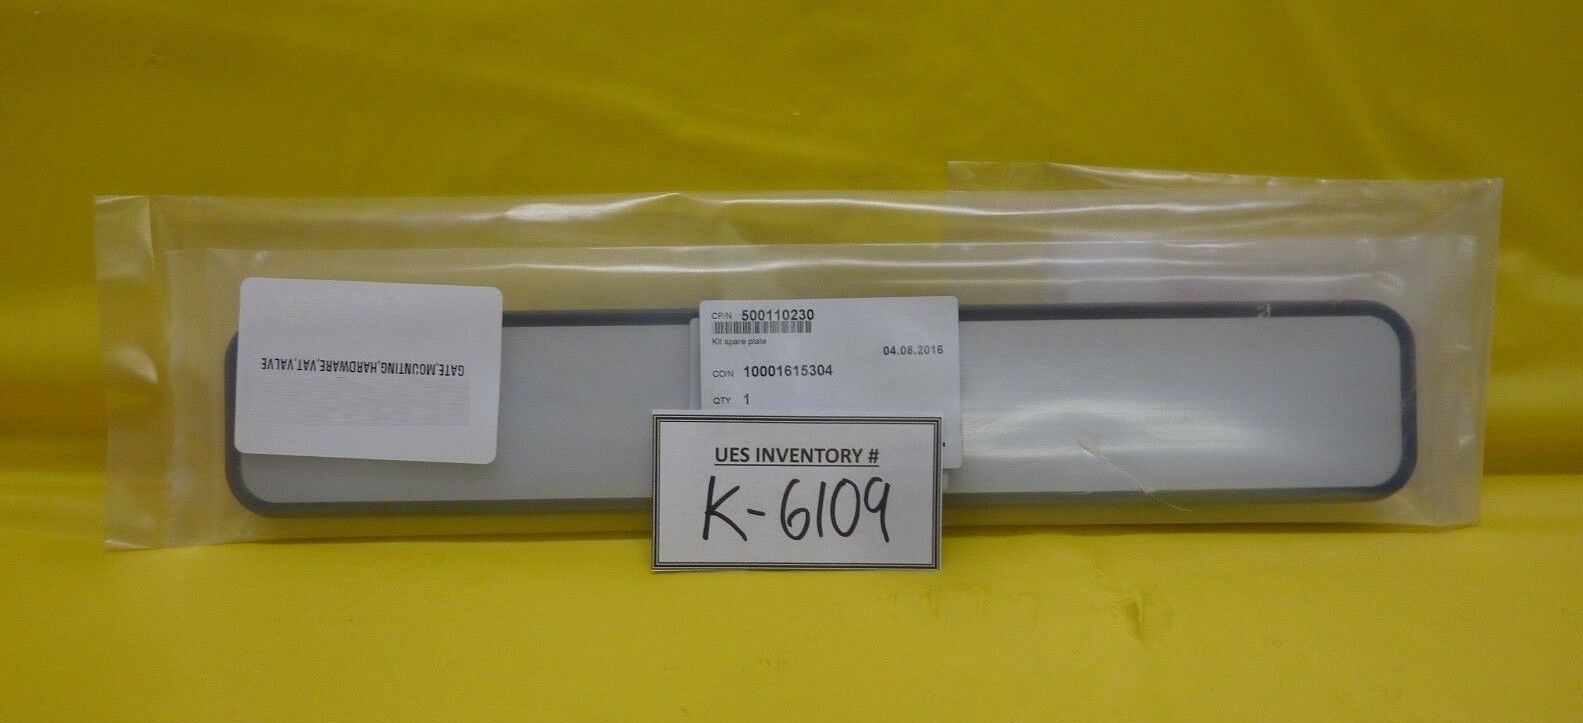 GATE,MOUNTING,HARDWARE,VAT,VALVE
CP/N 500110230
Kit spare plate
04.08.2016
CO/N 10001615304
QTY 1
UES INVENTORY #
K-6109